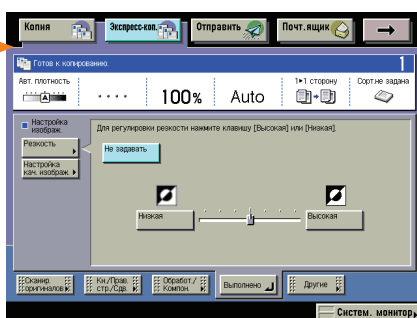 Копия
Экспресс-коп.
Отправить
Почт.ящик
Готов к копированию.
1
Авт. плотность
1▸1 сторону
Сорт.не задана
100%
Auto
Настройка
изображ.
Для регулировки резкости нажмите клавишу [Высокая] или [Низкая].
Резкость
Не задавать
Настройка
кач. изображ.
Низкая
Высокая
Сканир.
оригиналов
Кн./Прав.
стр./Сдв.
Обработ./
Компон.
Выполнено
Другие
Систем. монитор